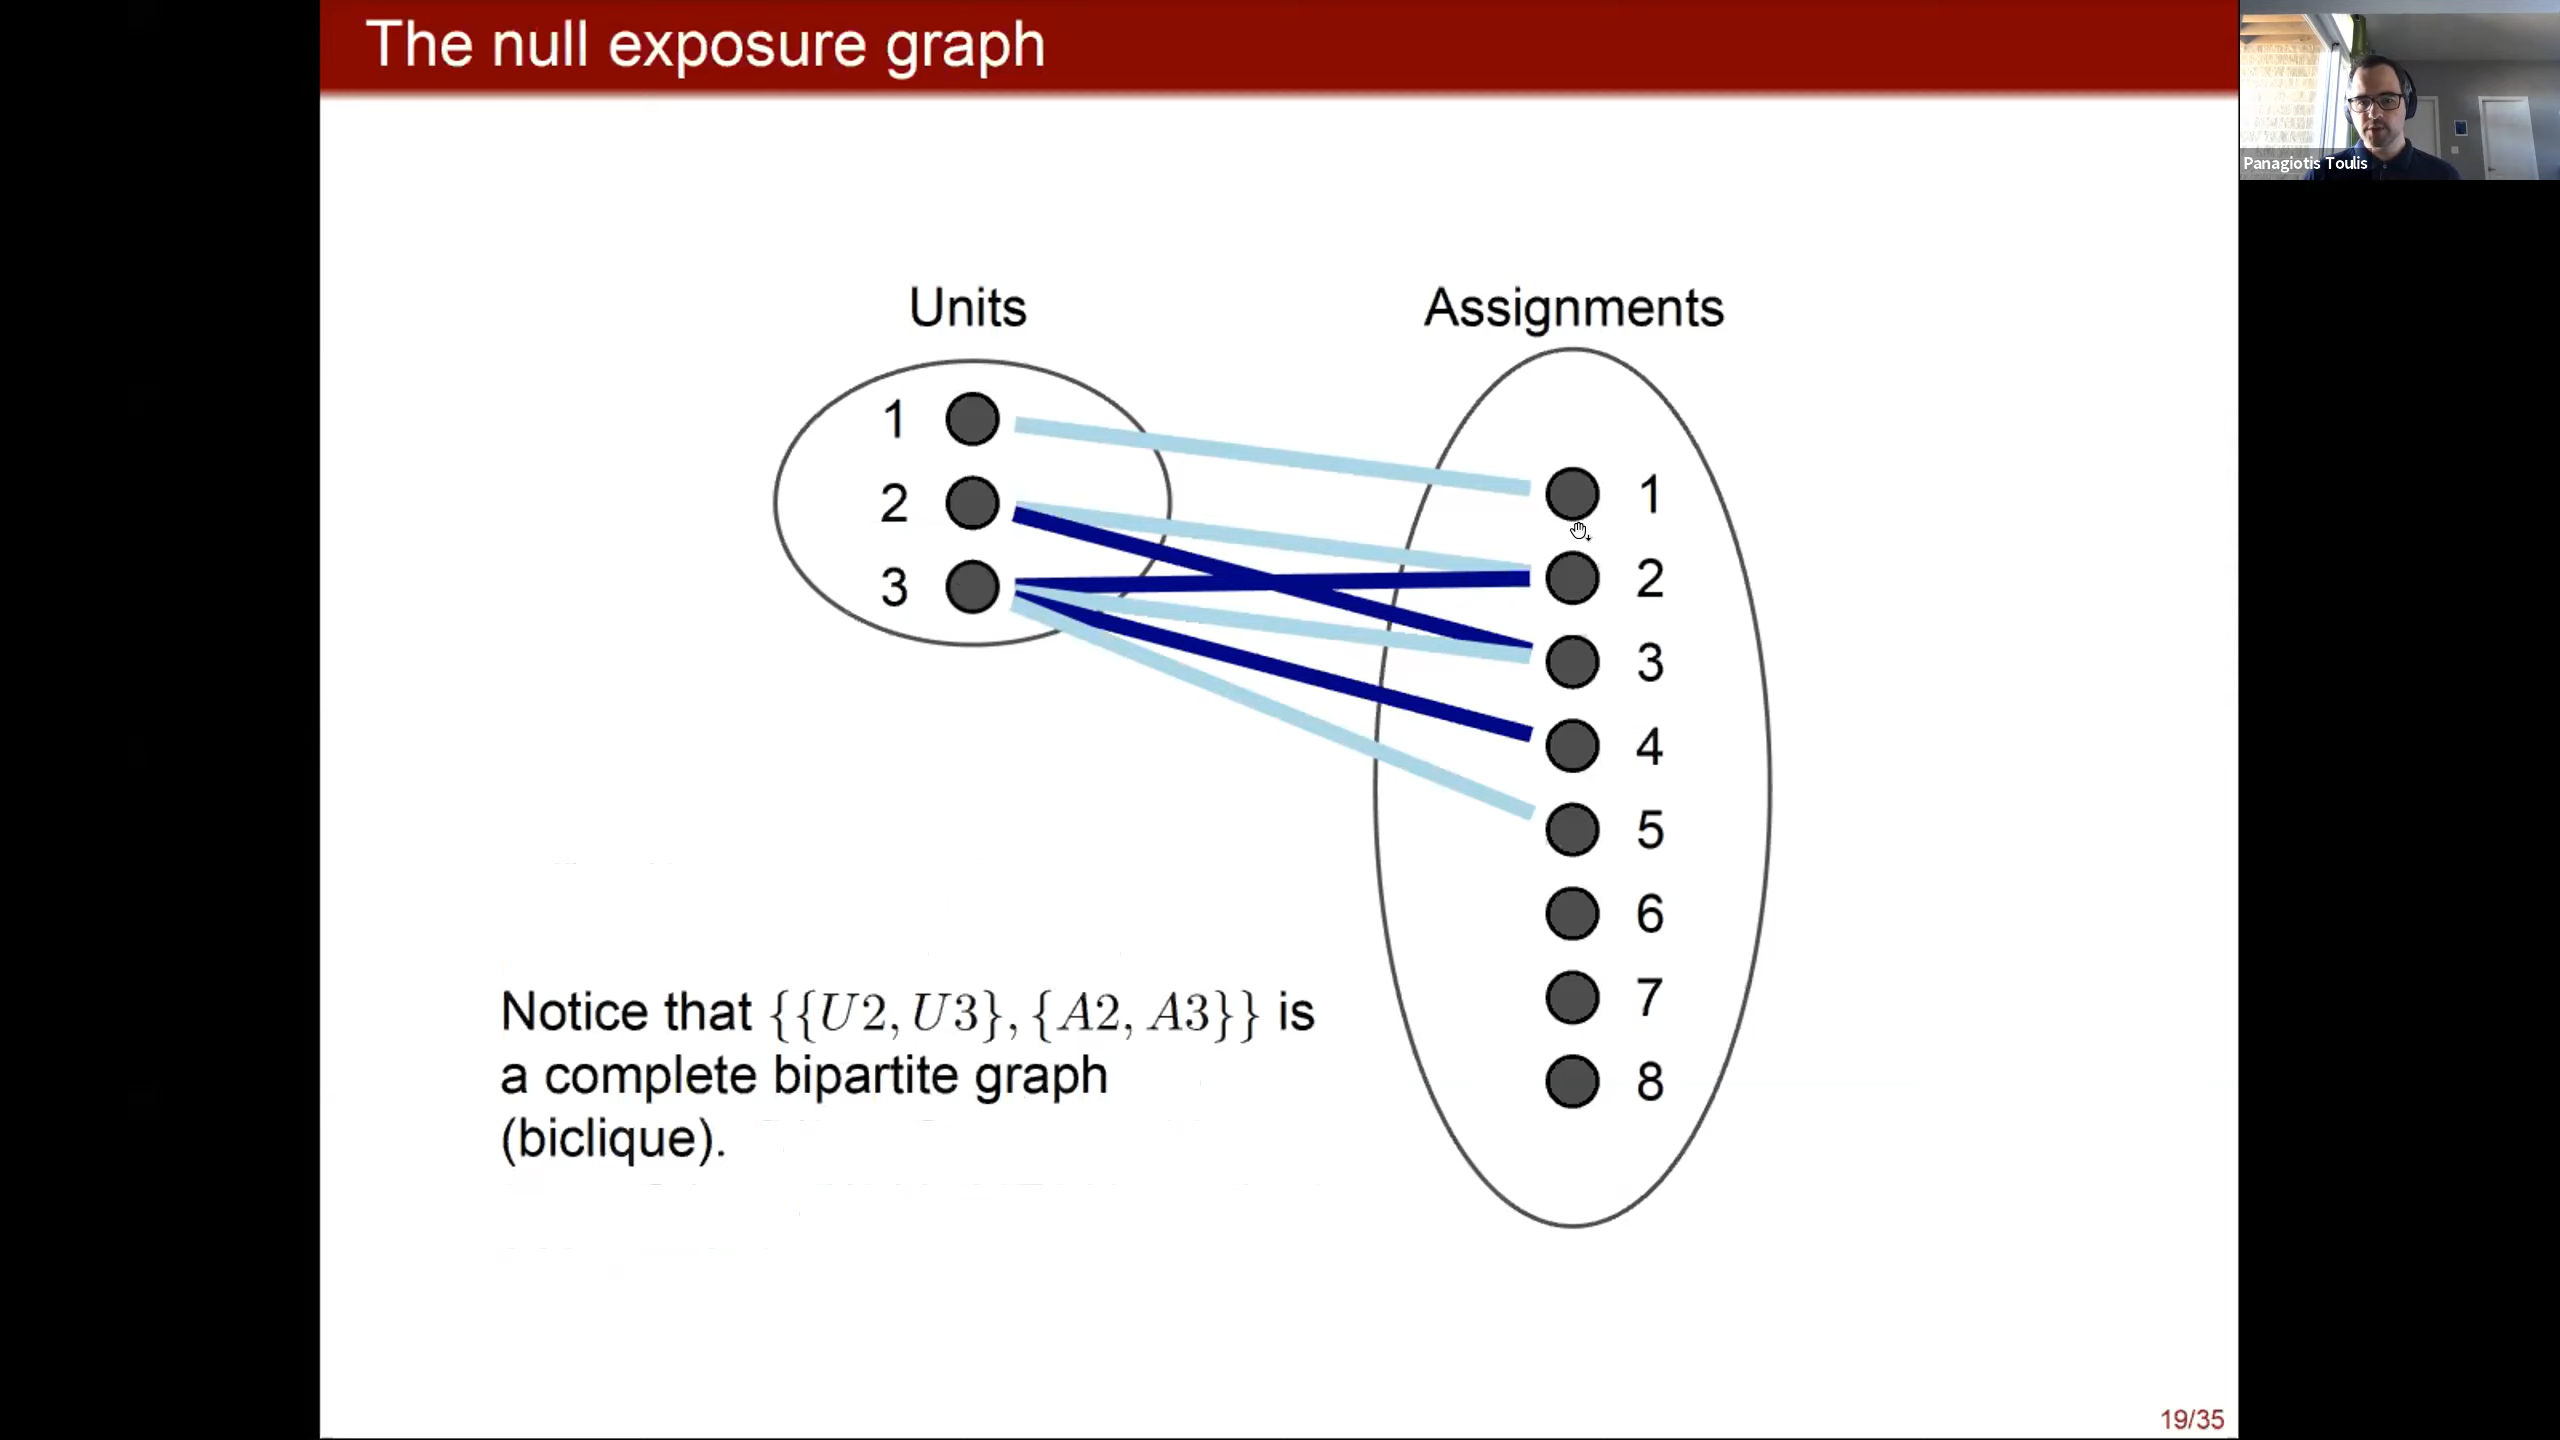 The null exposure graph
Panagiotis Toulis
Units
Assignments
1
2
3
1
2
3
4
5
6
7
8
Notice that {{U2, U3}, {A2, A3}} is
a complete bipartite graph
(biclique).
19/35